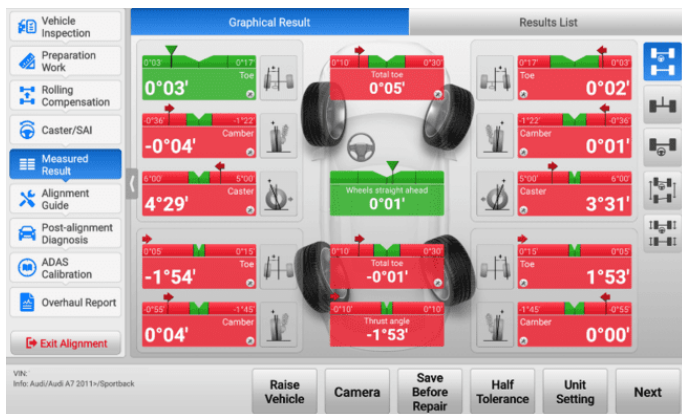 Vehicle
Inspection
Preparation
Work
Rolling
Compensation
Caster/SAI
Measured
Result
Alignment
Guide
Post-alignment
Diagnosis
ADAS
Calibration
Overhaul Report
Exit Alignment
Graphical Result
Results List
0°03' 0°17'
Toe
0°03'
-0°36' -1°22'
Camber
-0°04'
6°00' 5°00'
Caster
4°29'
0°10' 0°30'
Total toe
0°05'
Wheels straight ahead
0°01'
0°17' 0°03'
Toe
0°02'
-1°22' -0°36'
Camber
0°01'
5°00' 6°00'
Caster
3°31'
0°05' 0°15'
Toe
-1°54'
-0°55' -1°45'
Camber
0°04'
0°10' 0°30'
Total toe
-0°01'
-0°10' 0°10'
Thrust angle
-1°53'
0°15' 0°05'
Toe
1°53'
-1°45' -0°55'
Camber
0°00'
VIN:
Info: Audi/Audi A7 2011>/Sportback
Raise
Vehicle
Camera
Save
Before
Repair
Half
Tolerance
Unit
Setting
Next